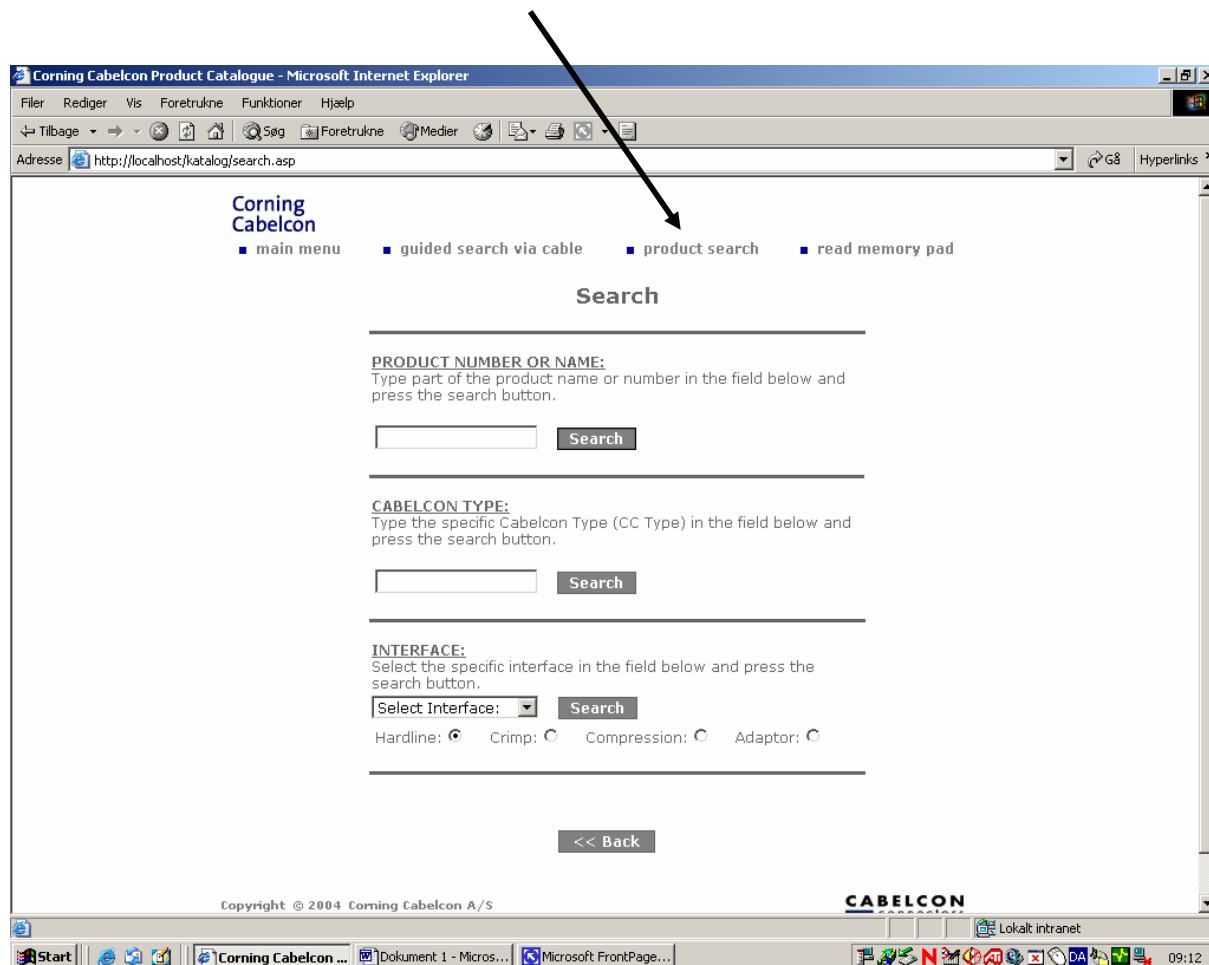 Corning Cabelcon Product Catalogue - Microsoft Internet Explorer
Filer Rediger Vis Foretrukne Funktioner Hjælp
Tilbage Søg Foretrukne Medier
Adresse http://localhost/katalog/search.asp Gå Hyperlinks
Corning
Cabelcon
main menu guided search via cable product search read memory pad
Search
PRODUCT NUMBER OR NAME:
Type part of the product name or number in the field below and
press the search button.
Search
CABELCON TYPE:
Type the specific Cabelcon Type (CC Type) in the field below and
press the search button.
Search
INTERFACE:
Select the specific interface in the field below and press the
search button.
Select Interface: Search
Hardline: Crimp: Compression: Adaptor:
<< Back
Copyright © 2004 Corning Cabelcon A/S CABELCON
Lokalt intranet
Start Corning Cabelcon ... Dokument 1 - Micros... Microsoft FrontPage... DA 09:12